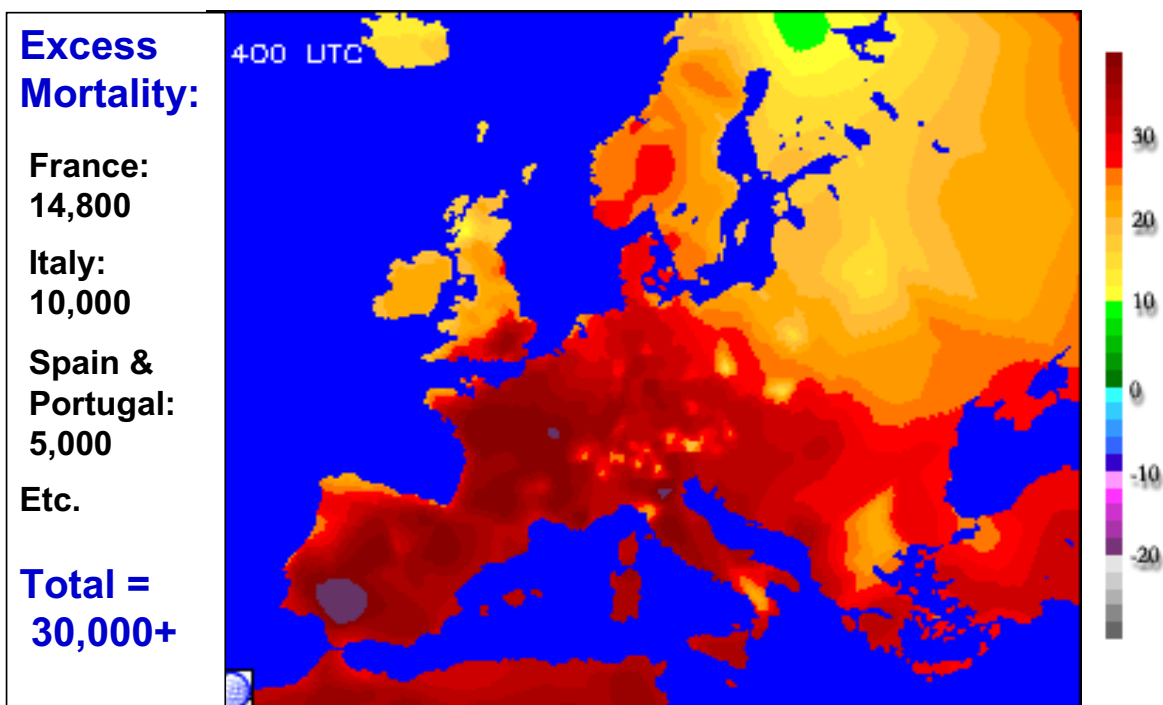 Excess
Mortality:
France:
14,800
Italy:
10,000
Spain &
Portugal:
5,000
Etc.
Total =
30,000+
400 UTC
30
20
10
0
-10
-20